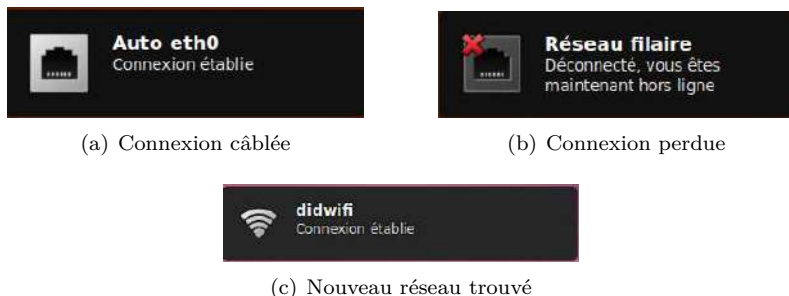 Auto eth0
Connexion établie
Réseau filaire
Déconnecté, vous êtes
maintenant hors ligne
(a) Connexion câblée
(b) Connexion perdue
didwifi
Connexion établie
(c) Nouveau réseau trouvé